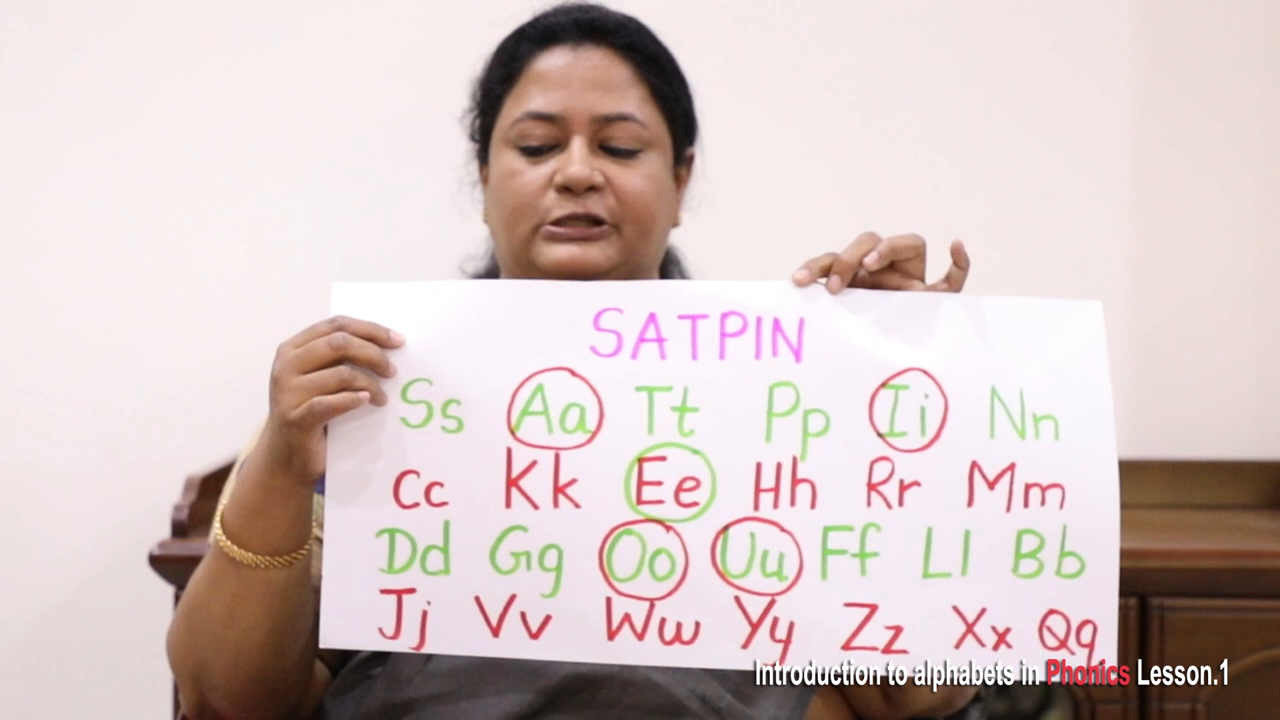 SATPIN
Ss Aa Tt Pp Ii Nn
Cc Kk Ee Hh Rr Mm
Dd Gg Oo Uu Ff Ll Bb
Jj Vv Ww Yy Zz Xx Qq
Introduction to alphabets in Phonics Lesson.1